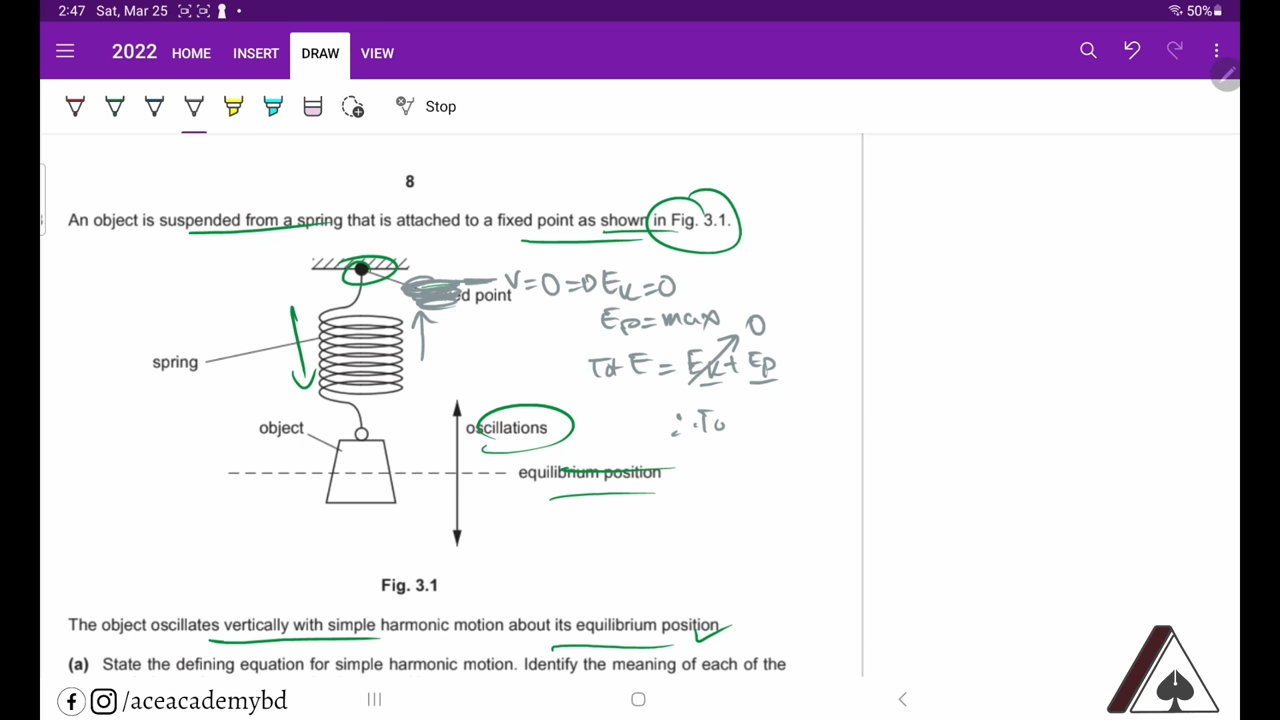 2:47 Sat, Mar 25
50%
2022 HOME INSERT DRAW VIEW
Stop
8
An object is suspended from a spring that is attached to a fixed point as shown in Fig. 3.1.
point
V=0 ⇒ Ek=0
Ep=max
0
Tot E = Ek + Ep
∴ To
spring
object
oscillations
equilibrium position
Fig. 3.1
The object oscillates vertically with simple harmonic motion about its equilibrium position.
(a) State the defining equation for simple harmonic motion. Identify the meaning of each of the
/aceacademybd